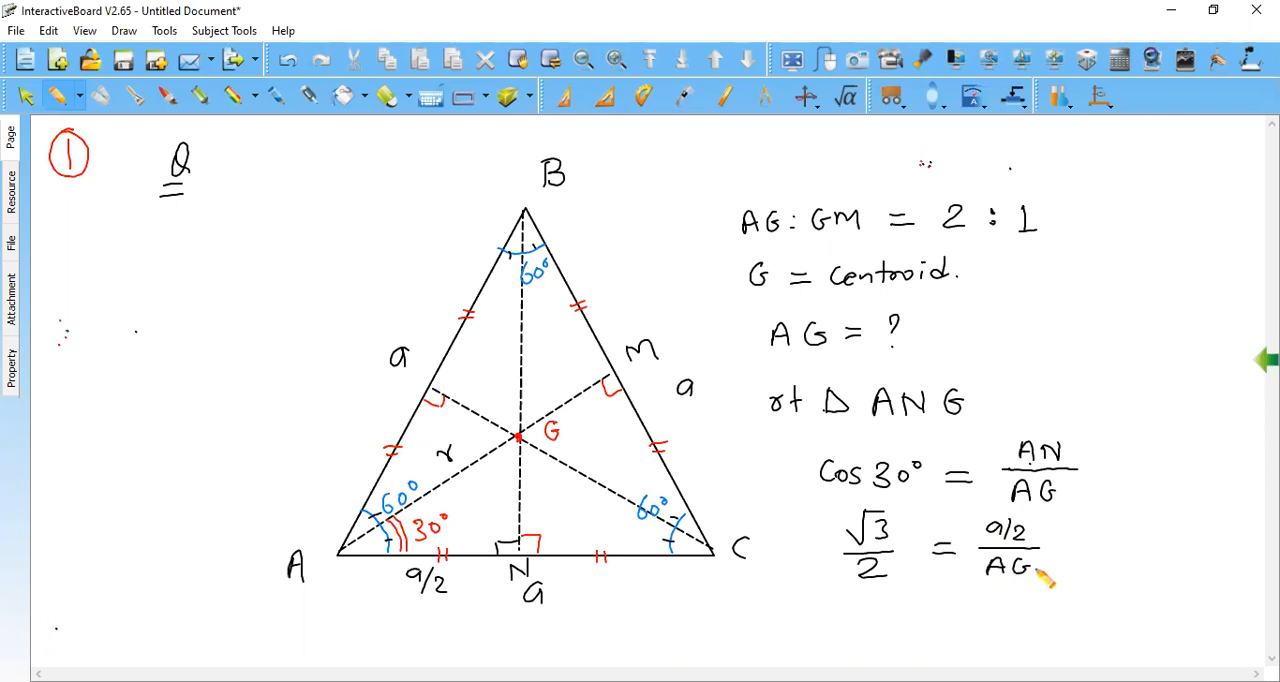 InteractiveBoard V2.65 - Untitled Document*
File Edit View Draw Tools Subject Tools Help
Page
Resource
File
Attachment
Property
1
Q
B
60°
a
M
a
G
r
60°
30°
60°
A
a/2
N
a
C
AG : GM = 2 : 1
G = Centroid.
AG = ?
rt Δ ANG
Cos 30° = AN/AG
√3/2 = a/2/AG